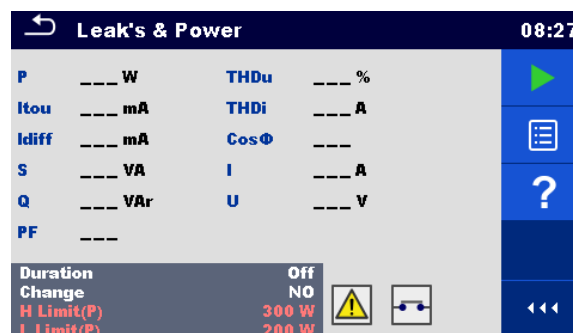 Leak's & Power 08:27
P ___ W THDu ___ %
Itou ___ mA THDi ___ A
Idiff ___ mA CosΦ ___
S ___ VA I ___ A
Q ___ VAr U ___ V
PF ___
Duration Off
Change NO
H Limit(P) 300 W
L Limit(P) 200 W
?